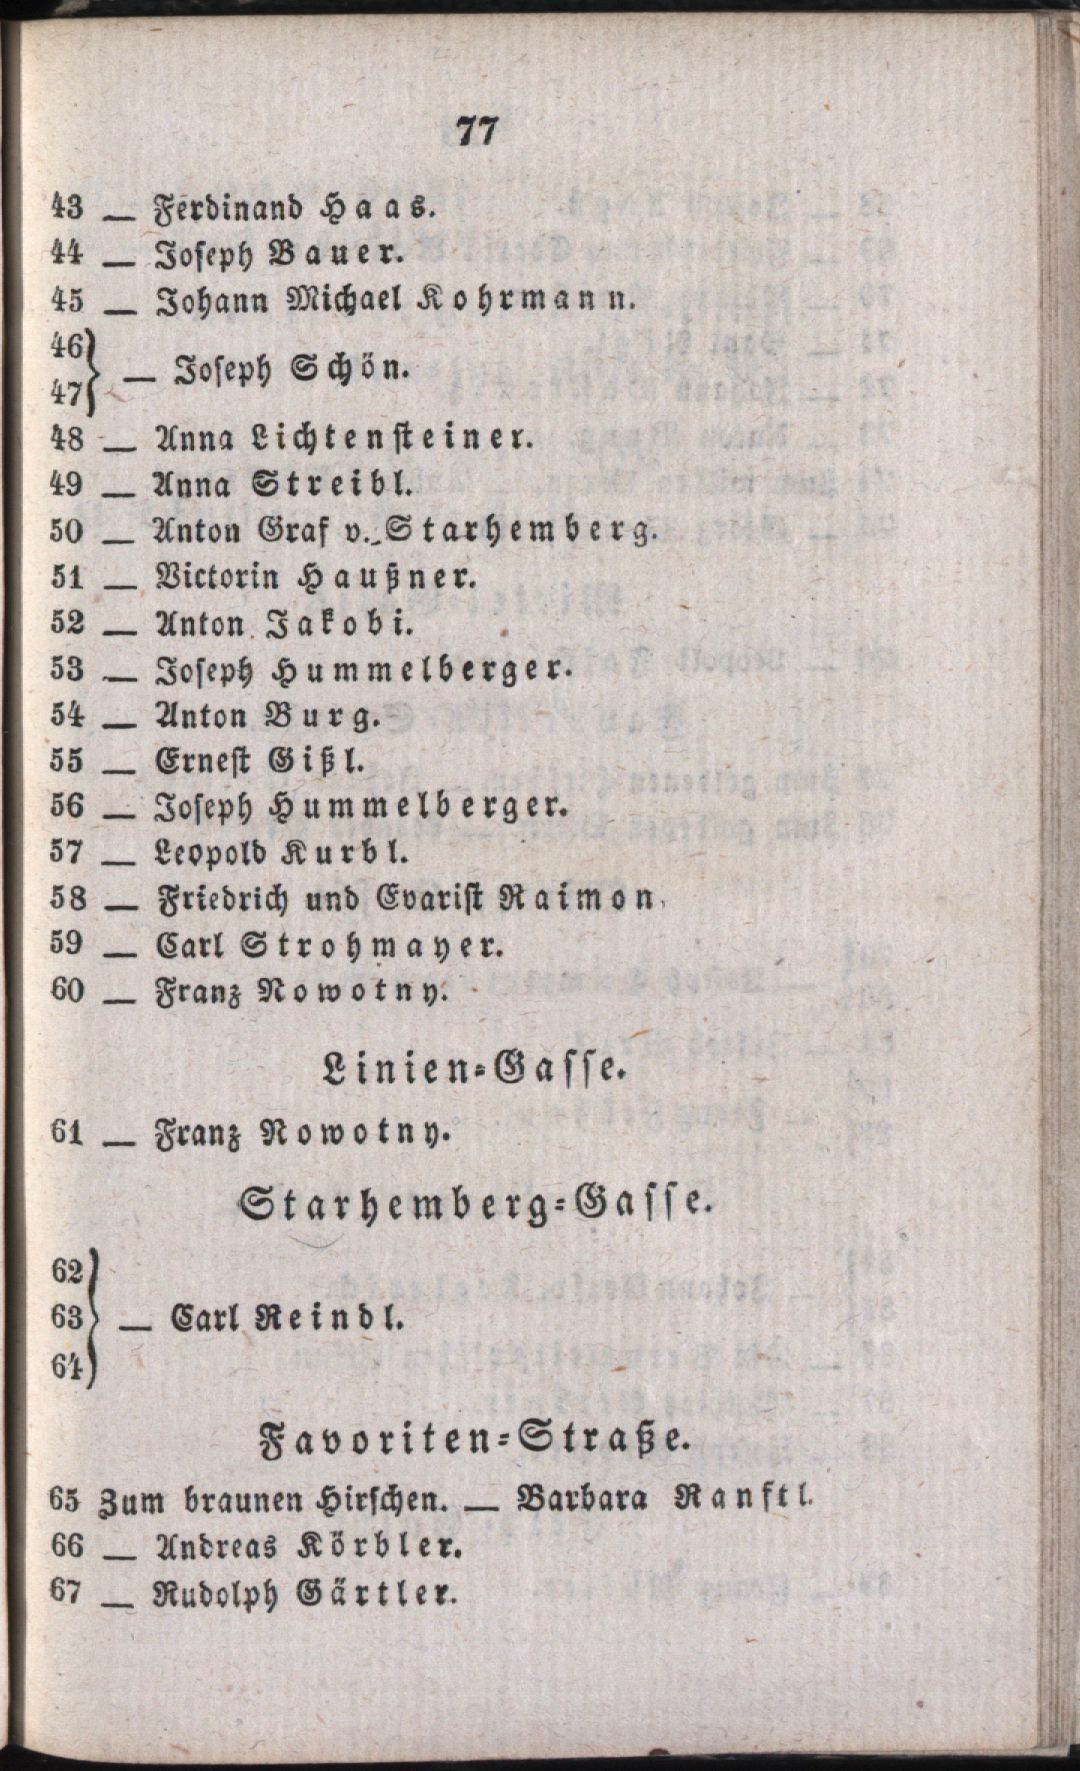 77
43 — Ferdinand Haas.
44 — Joseph Bauer.
45 — Johann Michael Kohrmann.
46
47 — Joseph Schön.
48 — Anna Lichtensteiner.
49 — Anna Streibl.
50 — Anton Graf v. Starhemberg.
51 — Victorin Haußner.
52 — Anton Jakobi.
53 — Joseph Hummelberger.
54 — Anton Burg.
55 — Ernest Gißl.
56 — Joseph Hummelberger.
57 — Leopold Kurbl.
58 — Friedrich und Evarist Raimon.
59 — Carl Strohmayer.
60 — Franz Nowotny.
Linien-Gasse.
61 — Franz Nowotny.
Starhemberg-Gasse.
62
63 — Carl Reindl.
64
Favoriten-Straße.
65 Zum braunen Hirschen. — Barbara Ranftl.
66 — Andreas Körbler.
67 — Rudolph Gärtler.